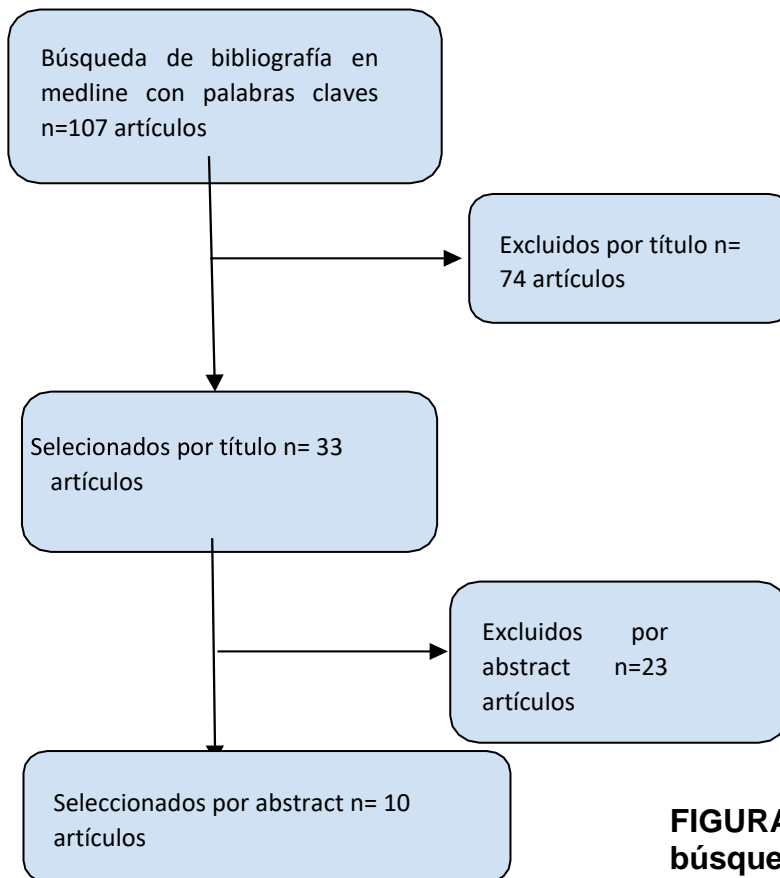 Búsqueda de bibliografía en
medline con palabras claves
n=107 artículos
Excluidos por título n=
74 artículos
Selecionados por título n= 33
artículos
Excluidos por
abstract n=23
artículos
Seleccionados por abstract n= 10
artículos
FIGURA
búsque